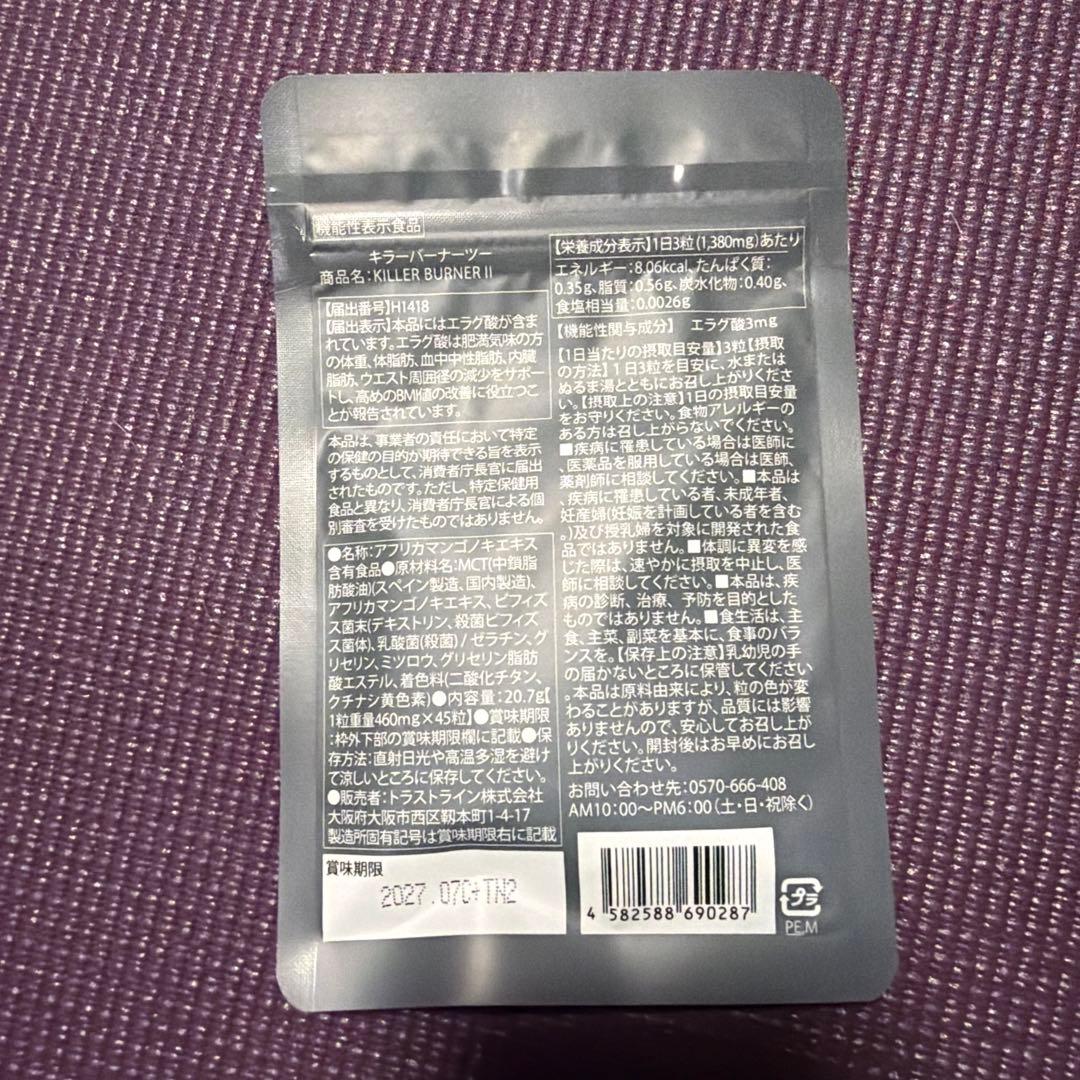 機能性表示食品
キラーバーナーツー
商品名:KILLER BURNER II
【届出番号】H1418
【届出表示】本品にはエラグ酸が含ま
れています。エラグ酸は肥満気味の方
の体重、体脂肪、血中中性脂肪、内臓
脂肪、ウエスト周囲径の減少をサポー
トし、高めのBMI値の改善に役立つこ
とが報告されています。
本品は、事業者の責任において特定
の保健の目的が期待できる旨を表示
するものとして、消費者庁長官に届出
されたものです。ただし、特定保健用
食品と異なり、消費者庁長官による個
別審査を受けたものではありません。
●名称:アフリカマンゴノキエキス
含有食品●原材料名:MCT(中鎖脂
肪酸油)(スペイン製造、国内製造)、
アフリカマンゴノキエキス、ビフィズ
ス菌末(デキストリン、殺菌ビフィズ
ス菌体)、乳酸菌(殺菌)/ゼラチン、グ
リセリン、ミツロウ、グリセリン脂肪
酸エステル、着色料(二酸化チタン、
クチナシ黄色素)●内容量:20.7g【
1粒重量460mg×45粒】●賞味期限
:枠外下部の賞味期限欄に記載●保
存方法:直射日光や高温多湿を避け
て涼しいところに保存してください。
●販売者:トラストライン株式会社
大阪府大阪市西区靱本町1-4-17
製造所固有記号は賞味期限右に記載
賞味期限
2027.07C+TN2
【栄養成分表示】1日3粒(1,380mg)あたり
エネルギー:8.06kcal、たんぱく質:
0.35g、脂質:0.56g、炭水化物:0.40g、
食塩相当量:0.0026g
【機能性関与成分】 エラグ酸3mg
【1日当たりの摂取目安量】3粒【摂取
の方法】1日3粒を目安に、水または
ぬるま湯とともにお召し上がりくださ
い。【摂取上の注意】1日の摂取目安量
をお守りください。食物アレルギーの
ある方は召し上がらないでください。
■疾病に罹患している場合は医師に
、医薬品を服用している場合は医師、
薬剤師に相談してください。■本品は
、疾病に罹患している者、未成年者、
妊産婦(妊娠を計画している者を含む
。)及び授乳婦を対象に開発された食
品ではありません。■体調に異変を感
じた際は、速やかに摂取を中止し、医
師に相談してください。■本品は、疾
病の診断、治療、予防を目的とした
ものではありません。■食生活は、主
食、主菜、副菜を基本に、食事のバラ
ンスを。【保存上の注意】乳幼児の手
の届かないところに保管してください
。本品は原料由来により、粒の色が変
わることがありますが、品質には影響
ありませんので、安心してお召し上が
りください。開封後はお早めにお召し
上がりください。
お問い合わせ先:0570-666-408
AM10:00〜PM6:00(土・日・祝除く)
4 582588 690287
プラ
PE,M